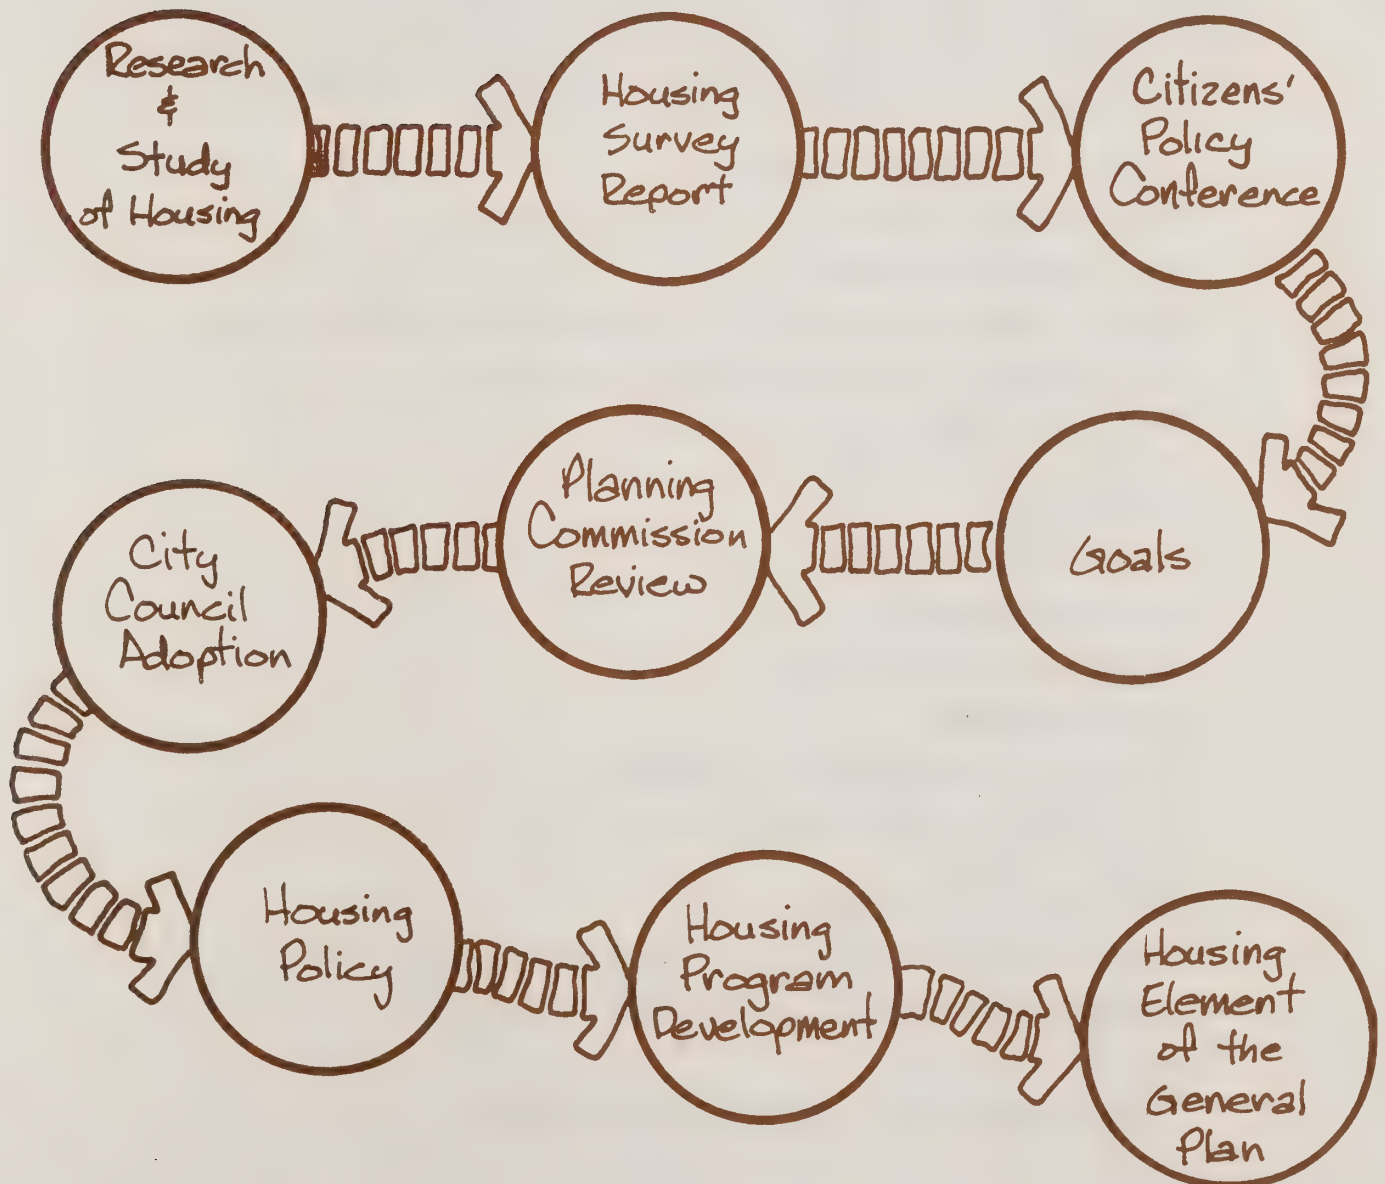 Research
&
Study
of Housing
Housing
Survey
Report
Citizens'
Policy
Conference
Goals
Planning
Commission
Review
City
Council
Adoption
Housing
Policy
Housing
Program
Development
Housing
Element
of the
General
Plan